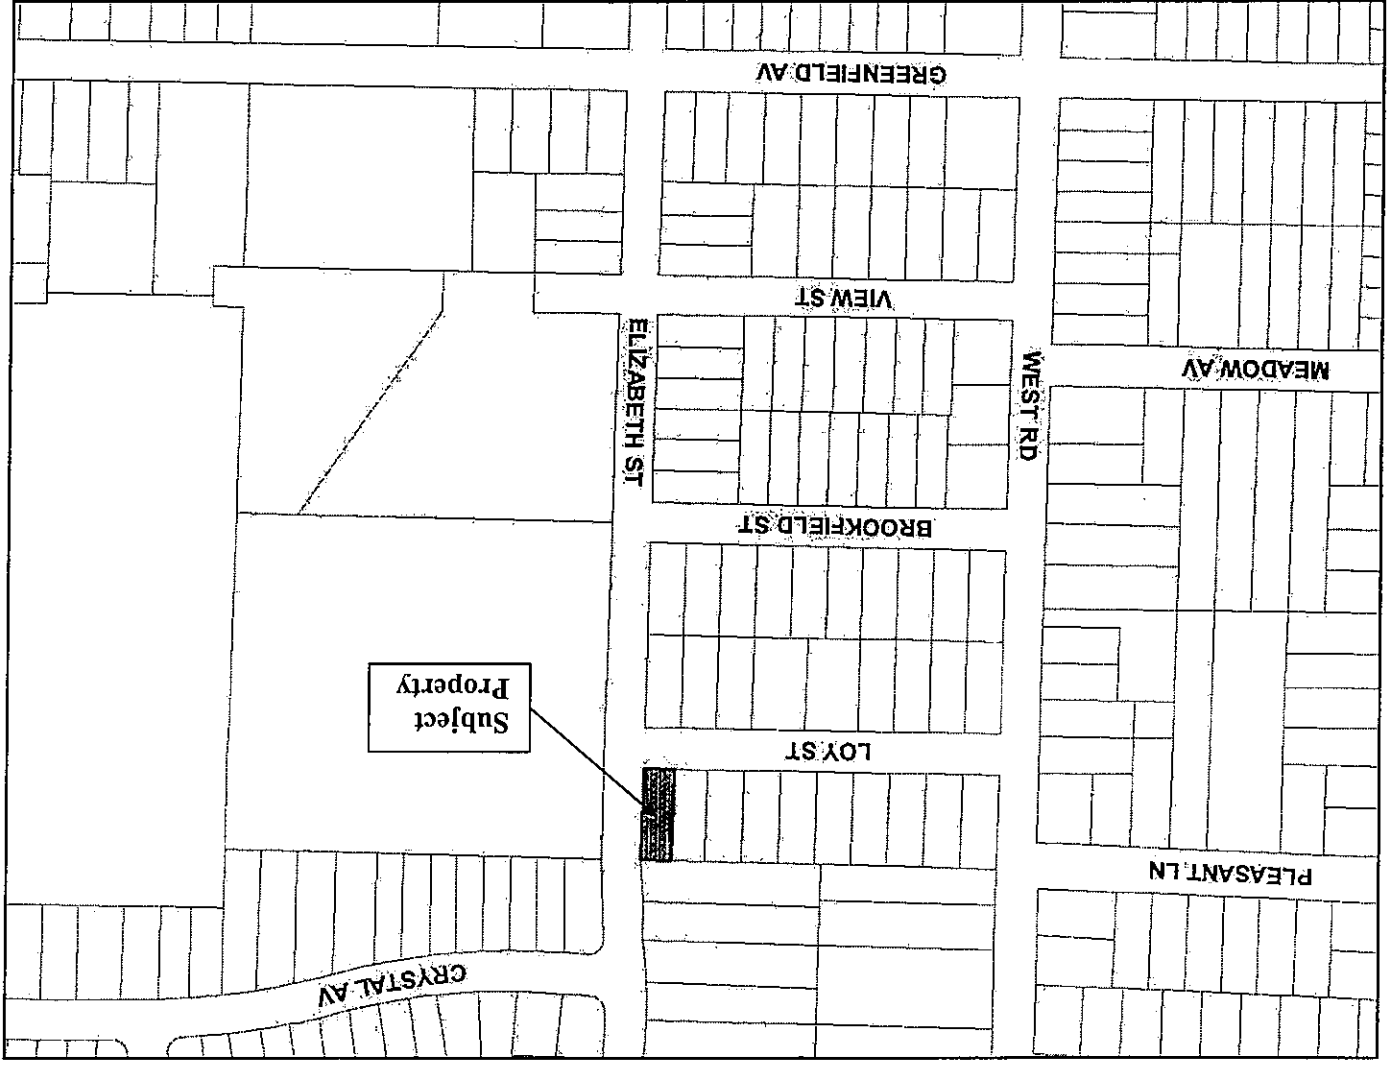 CRYSTAL AV
PLEASANT LN
LOY ST
Subject
Property
BROOKFIELD ST
WEST RD
ELIZABETH ST
MEADOW AV
VIEW ST
GREENFIELD AV